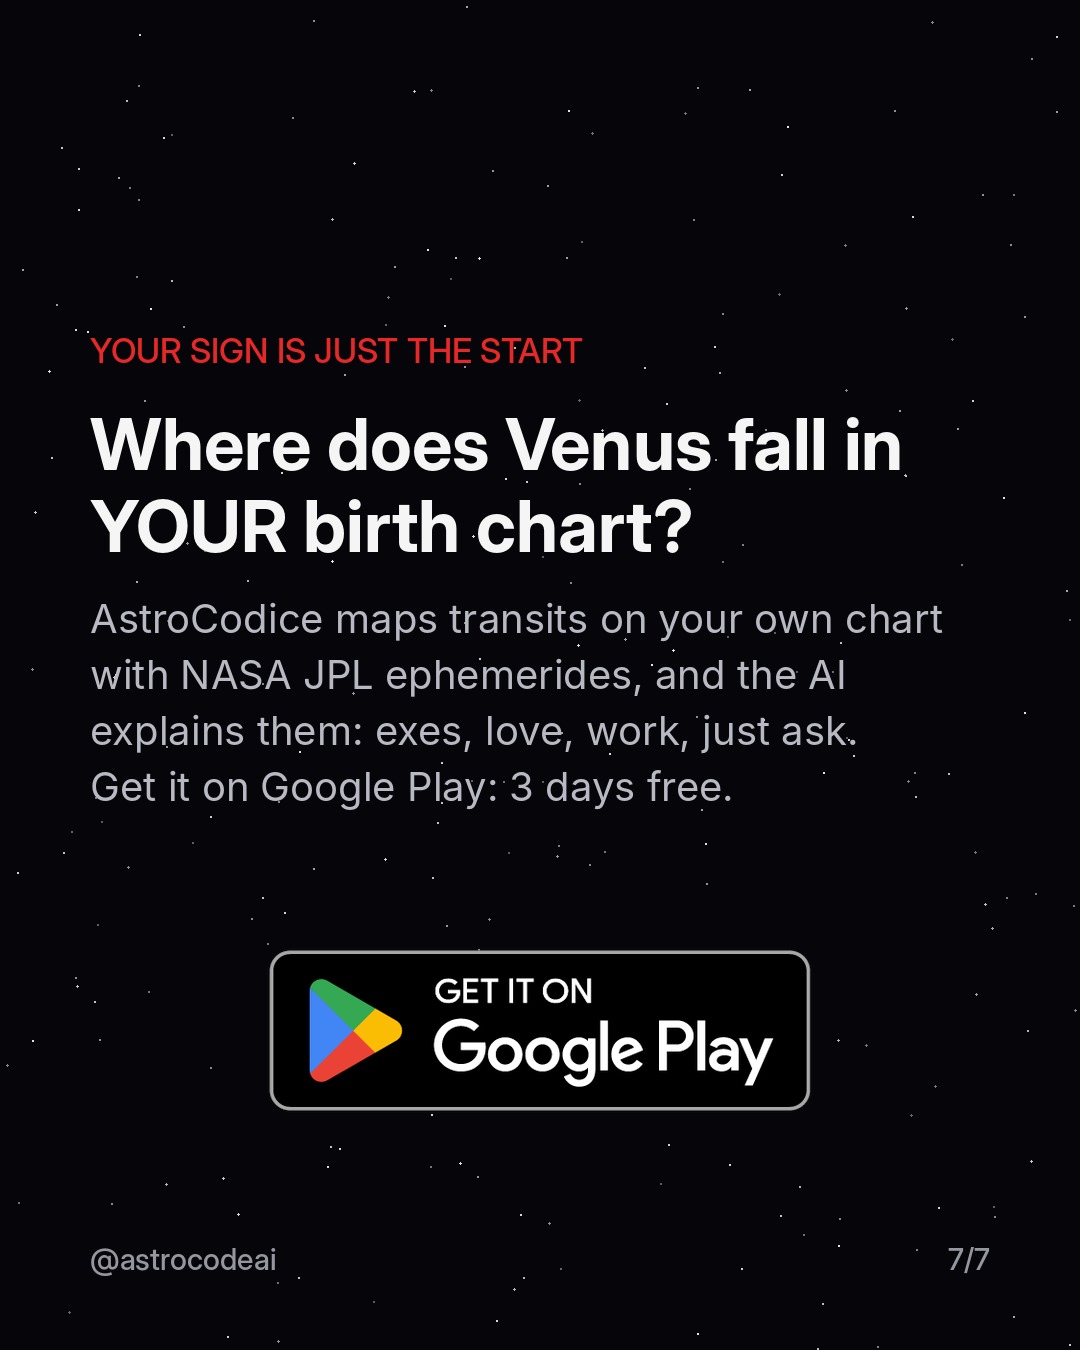 YOUR SIGN IS JUST THE START
Where does Venus fall in
YOUR birth chart?
AstroCodice maps transits on your own chart
with NASA JPL ephemerides, and the AI
explains them: exes, love, work, just ask.
Get it on Google Play: 3 days free.
GET IT ON
Google Play
@astrocodeai
7/7